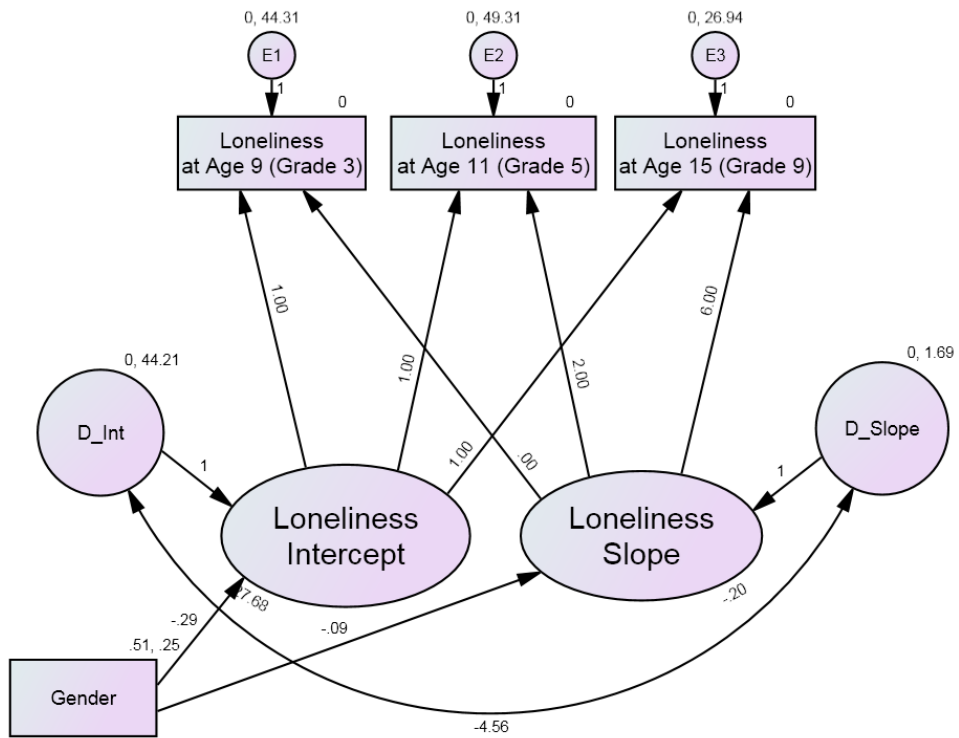 0, 44.31
0, 49.31
0, 26.94
E1
E2
E3
1
1
1
0
0
0
Loneliness
at Age 9 (Grade 3)
Loneliness
at Age 11 (Grade 5)
Loneliness
at Age 15 (Grade 9)
1.00
1.00
1.00
.00
2.00
6.00
0, 44.21
0, 1.69
D_Int
D_Slope
1
1
Loneliness
Intercept
Loneliness
Slope
27.68
-.20
-.29
-.09
.51, .25
Gender
-4.56